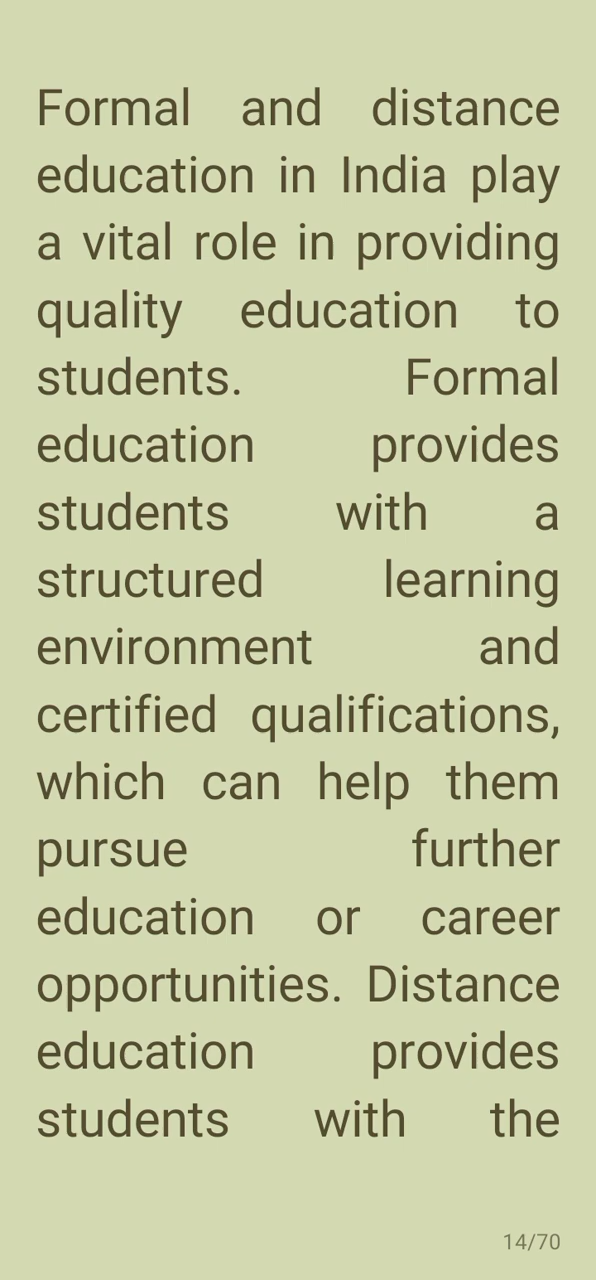 Formal and distance
education in India play
a vital role in providing
quality education to
students. Formal
education provides
students with a
structured learning
environment and
certified qualifications,
which can help them
pursue further
education or career
opportunities. Distance
education provides
students with the
14/70